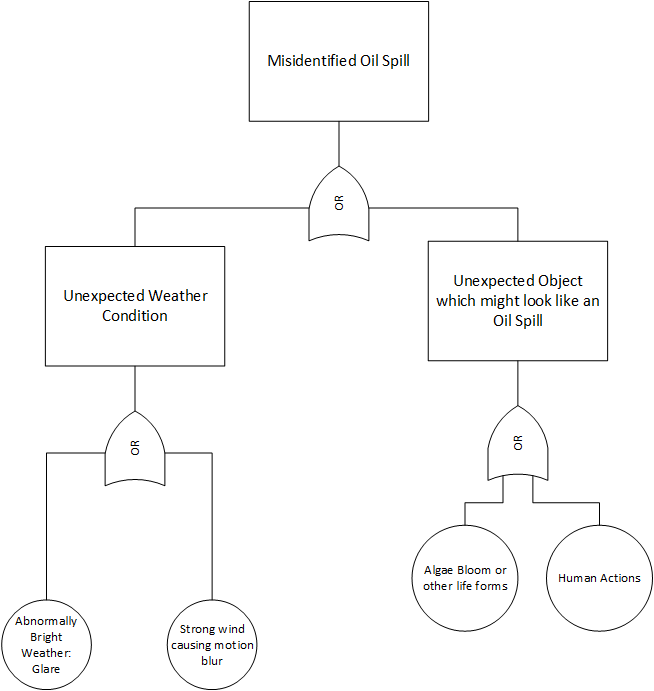 Misidentified Oil Spill
OR
Unexpected Weather
Condition
Unexpected Object
which might look like an
Oil Spill
OR
OR
Abnormally
Bright
Weather:
Glare
Strong wind
causing motion
blur
Algae Bloom or
other life forms
Human Actions